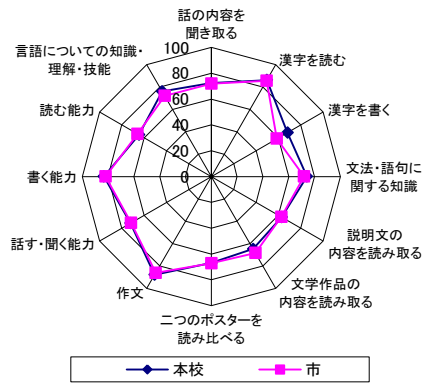 話の内容を
聞き取る
漢字を読む
漢字を書く
文法・語句に
関する知識
説明文の
内容を読み取る
文学作品の
内容を読み取る
二つのポスターを
読み比べる
作文
話す・聞く能力
書く能力
読む能力
言語についての知識・
理解・技能
100
80
60
40
20
0
本校
市